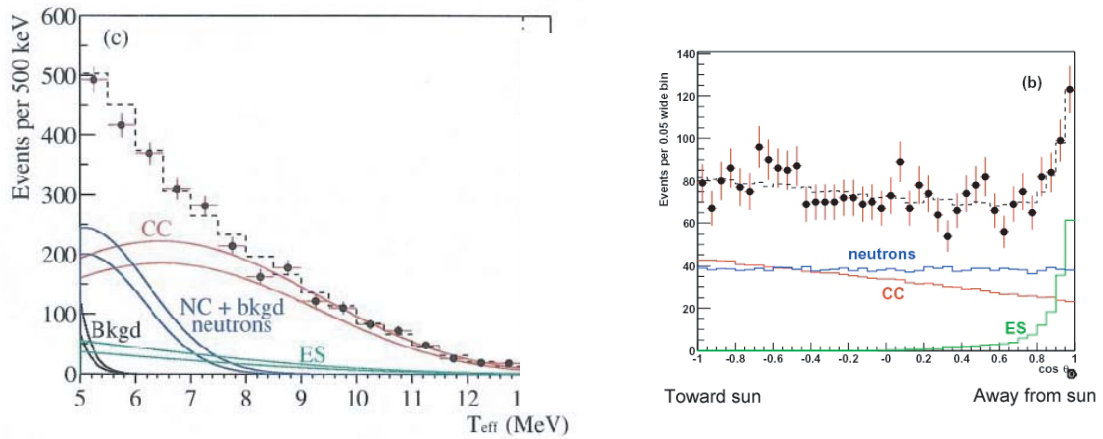 (c)
Events per 500 keV
600
500
400
300
200
100
0
CC
NC + bkgd
neutrons
Bkgd
ES
5 6 7 8 9 10 11 12 1
Teff (MeV)
(b)
Events per 0.05 wide bin
140
120
100
80
60
40
20
0
neutrons
CC
ES
-1 -0.8 -0.6 -0.4 -0.2 -0 0.2 0.4 0.6 0.8 1
cos θ
Toward sun
Away from sun